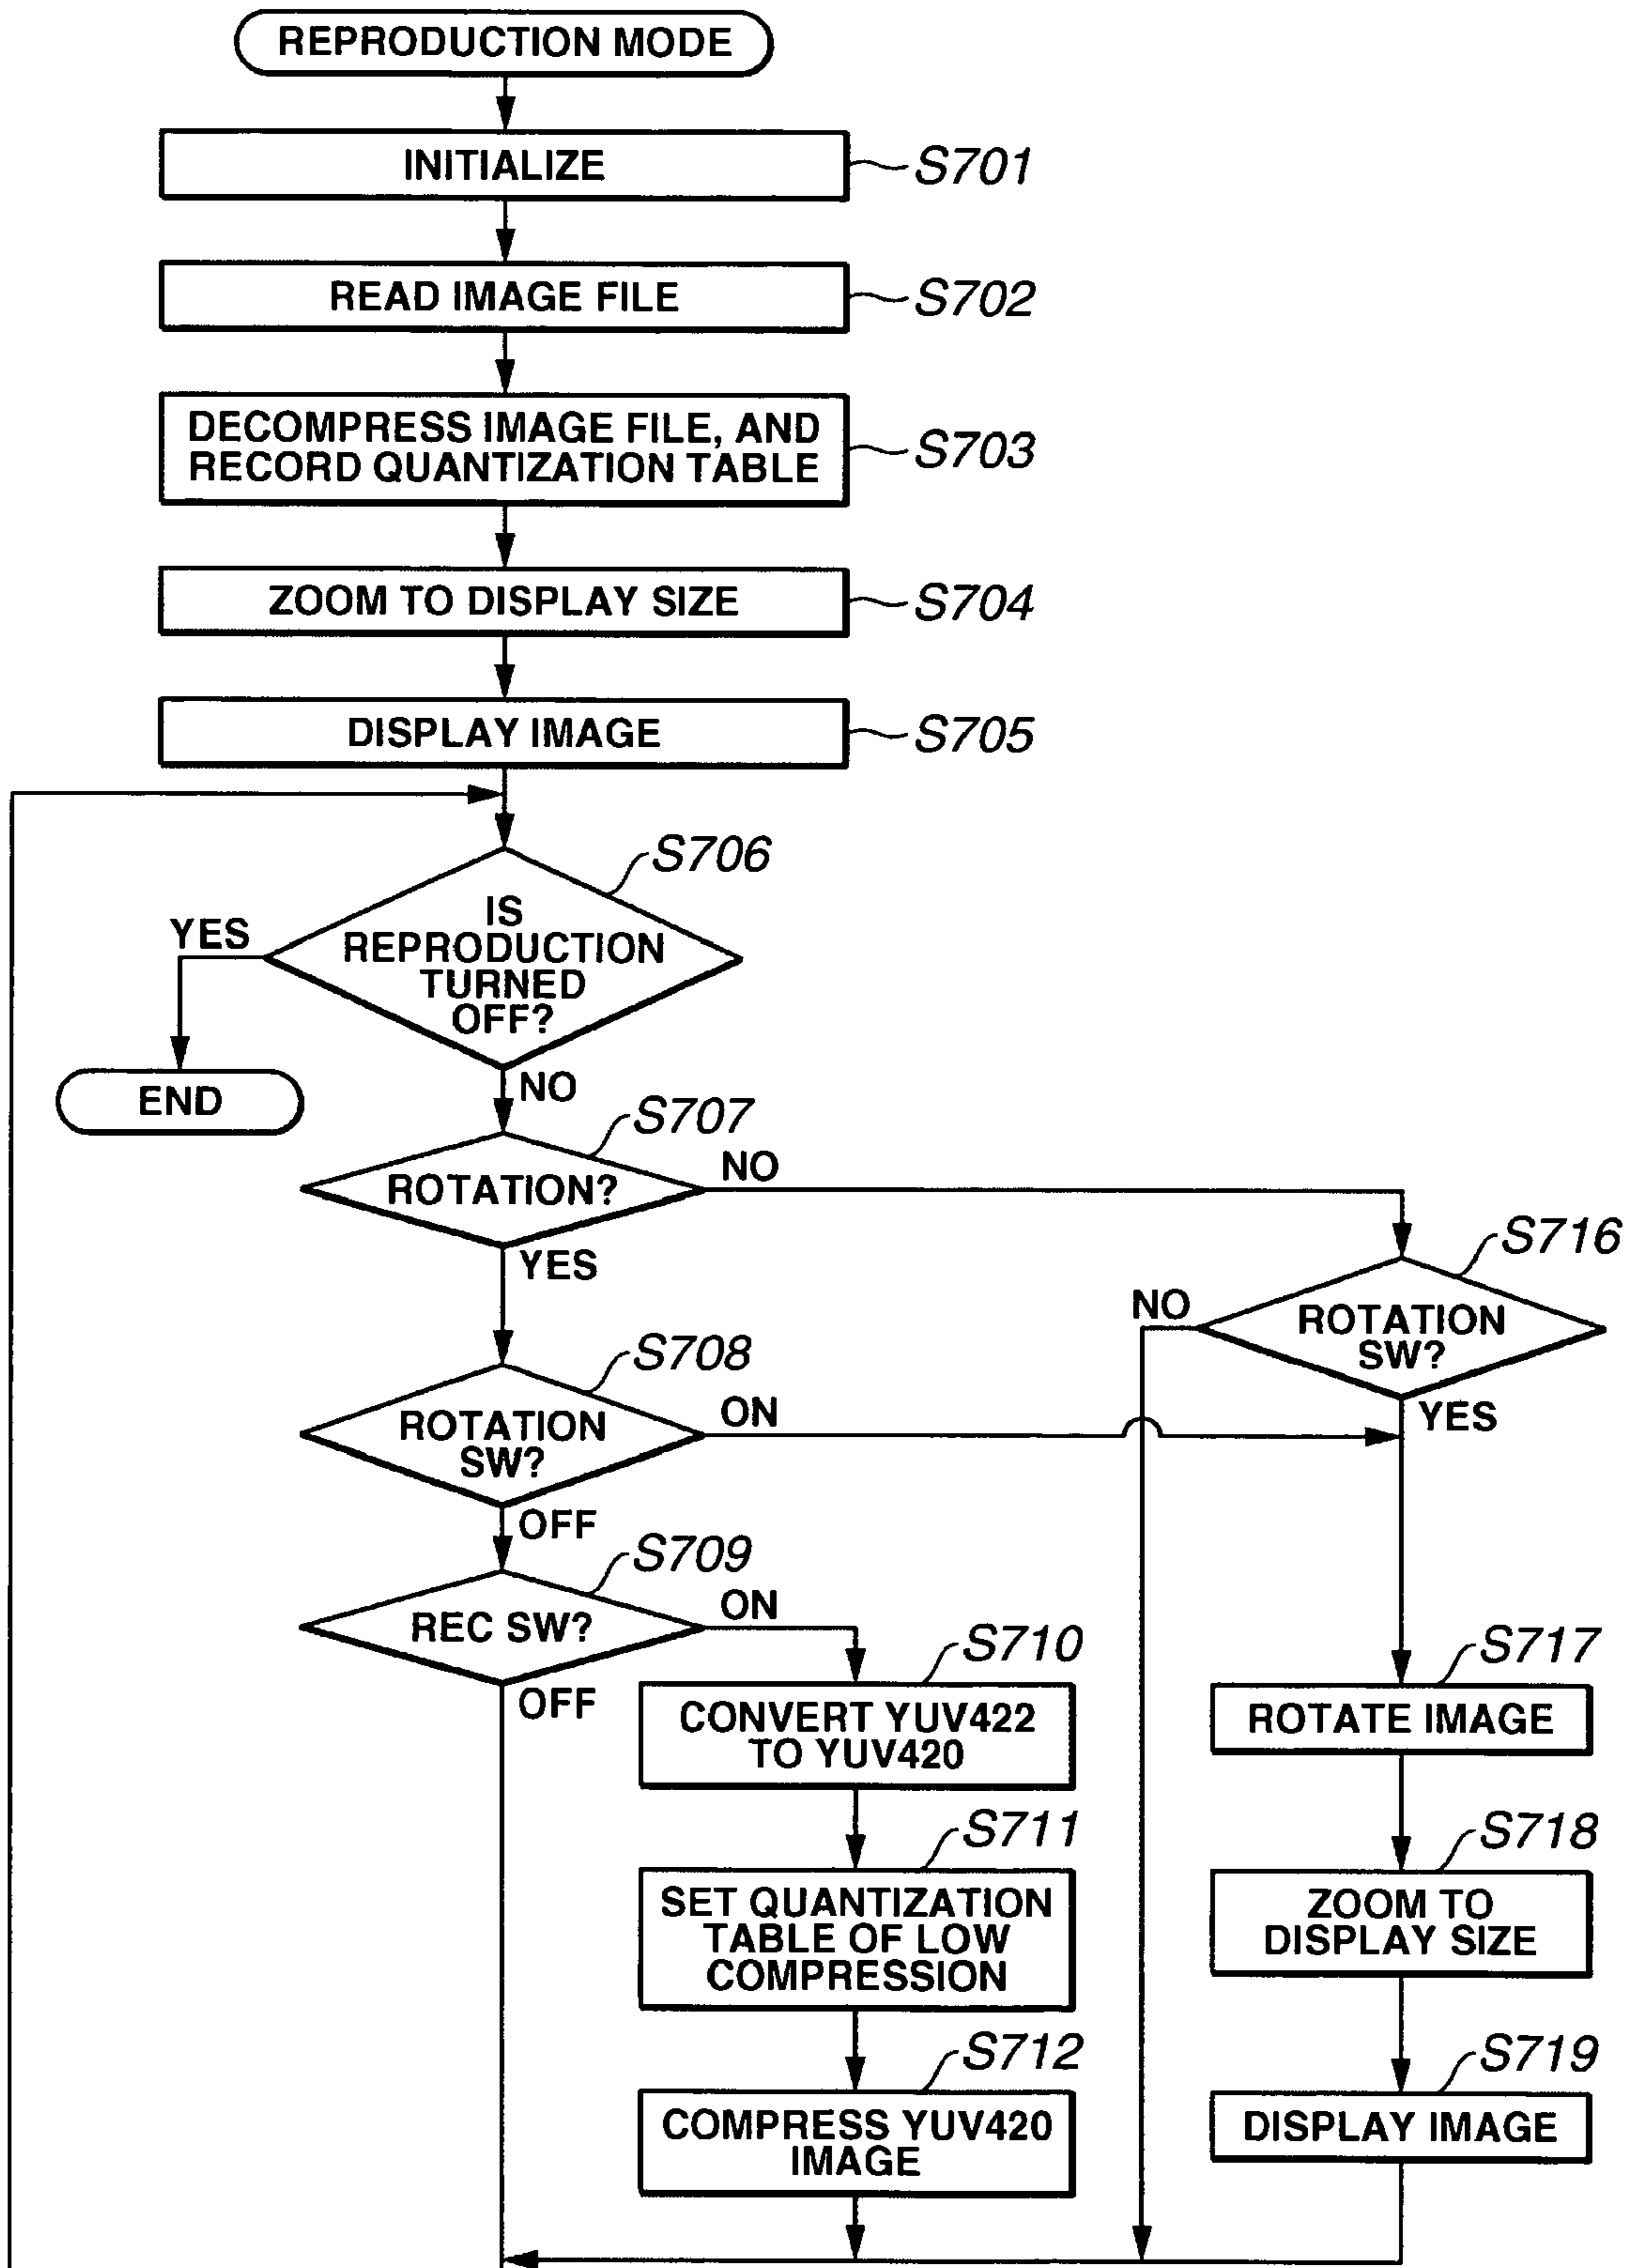 REPRODUCTION MODE
INITIALIZE
S701
READ IMAGE FILE
S702
DECOMPRESS IMAGE FILE, AND
RECORD QUANTIZATION TABLE
S703
ZOOM TO DISPLAY SIZE
S704
DISPLAY IMAGE
S705
S706
IS
REPRODUCTION
TURNED
OFF?
YES
END
NO
S707
ROTATION?
NO
YES
S716
ROTATION
SW?
NO
YES
S708
ROTATION
SW?
ON
OFF
S709
REC SW?
ON
OFF
S710
CONVERT YUV422
TO YUV420
S717
ROTATE IMAGE
S711
SET QUANTIZATION
TABLE OF LOW
COMPRESSION
S718
ZOOM TO
DISPLAY SIZE
S712
COMPRESS YUV420
IMAGE
S719
DISPLAY IMAGE